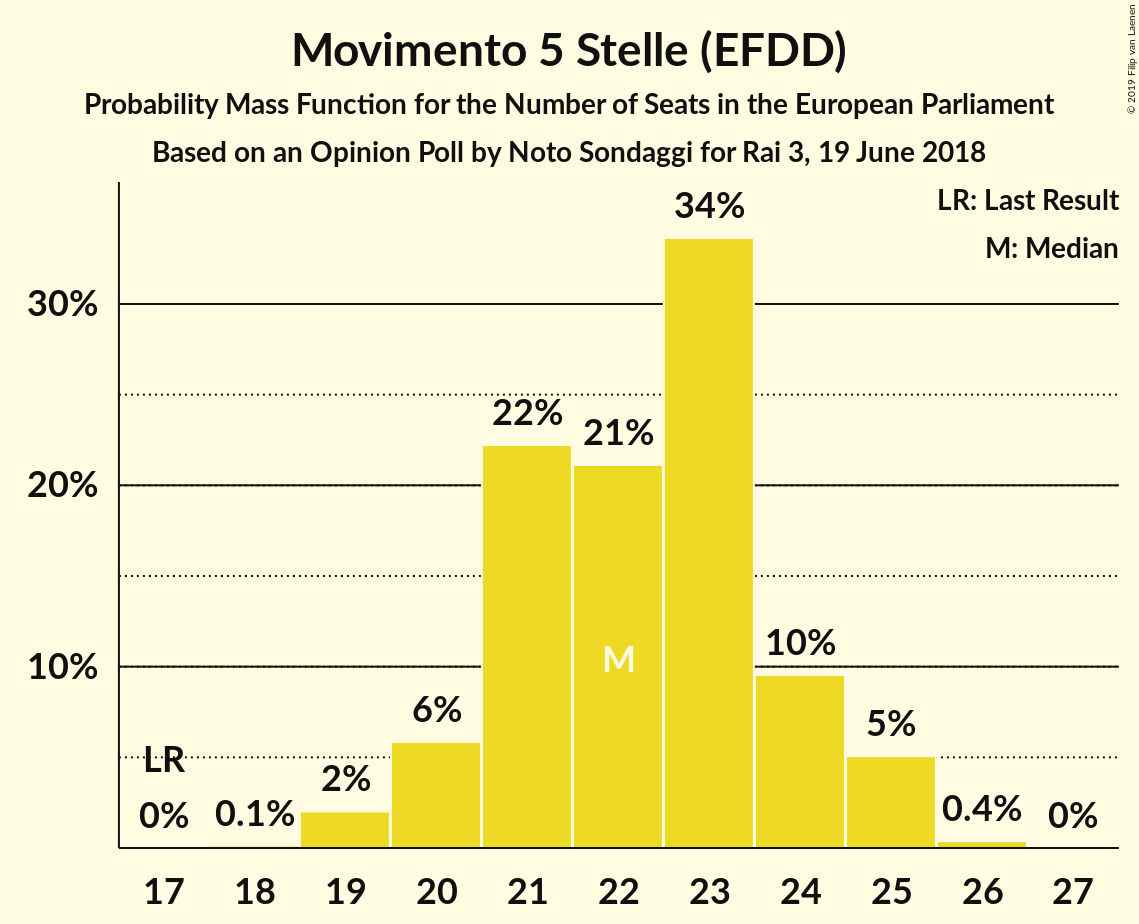 Movimento 5 Stelle (EFDD)
Probability Mass Function for the Number of Seats in the European Parliament
Based on an Opinion Poll by Noto Sondaggi for Rai 3, 19 June 2018
© 2019 Filip van Laenen
LR: Last Result
M: Median
34%
30%
22%
21%
20%
M
10%
10%
6%
5%
LR
2%
0%
0.1%
0.4%
0%
17 18 19 20 21 22 23 24 25 26 27